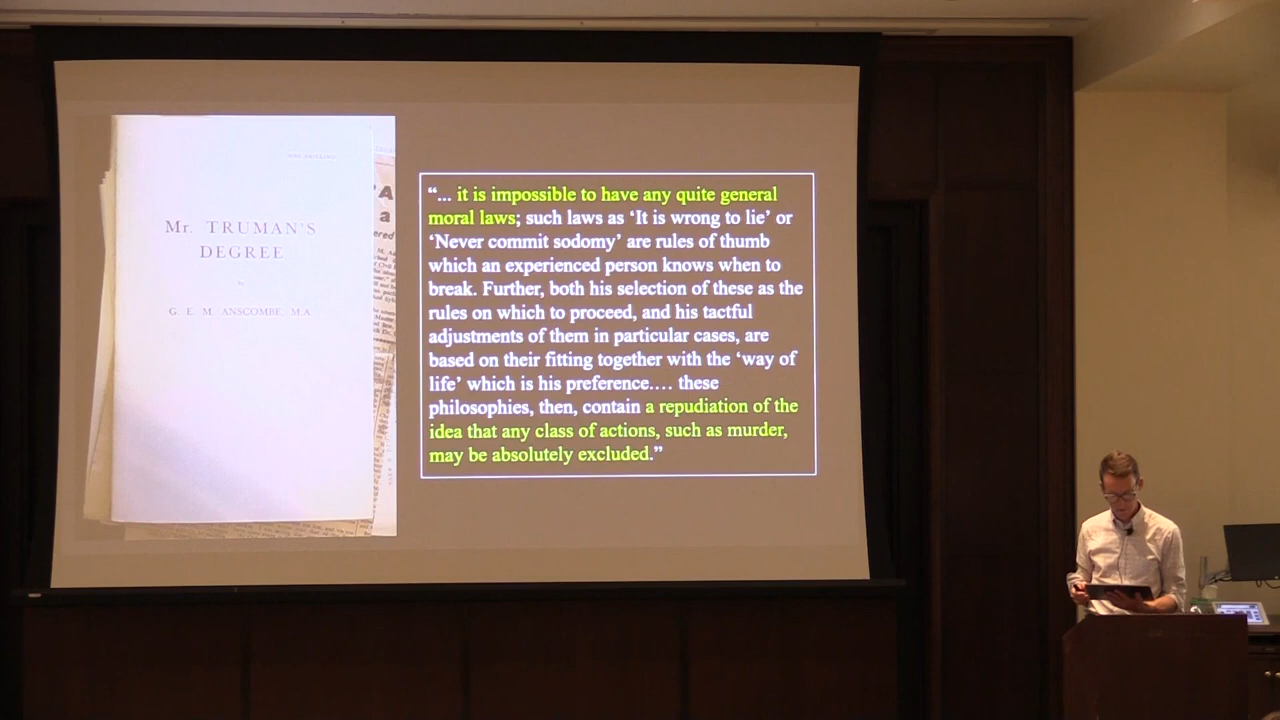 ONE SHILLING
Mr. TRUMAN'S
DEGREE
by
G. E. M. ANSCOMBE, M.A
'A
a
ered
“... it is impossible to have any quite general
moral laws; such laws as ‘It is wrong to lie’ or
‘Never commit sodomy’ are rules of thumb
which an experienced person knows when to
break. Further, both his selection of these as the
rules on which to proceed, and his tactful
adjustments of them in particular cases, are
based on their fitting together with the ‘way of
life’ which is his preference.… these
philosophies, then, contain a repudiation of the
idea that any class of actions, such as murder,
may be absolutely excluded.”